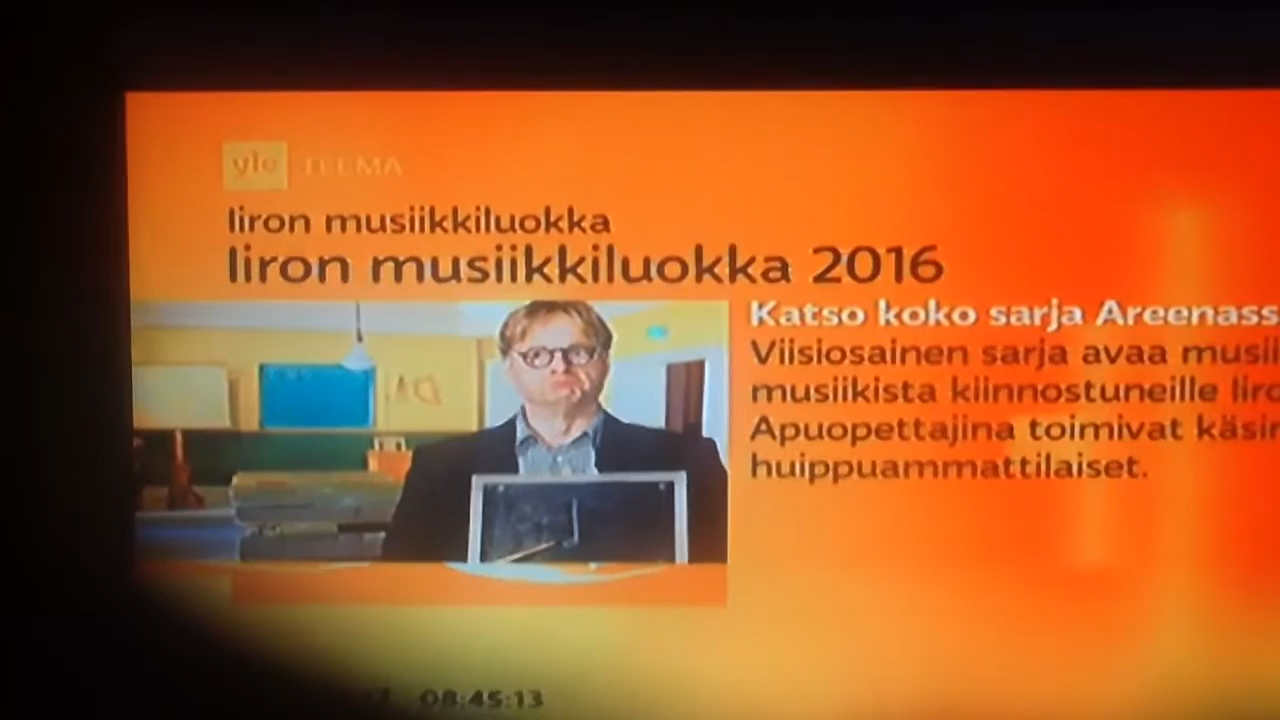 yle TEEMA
Iiron musiikkiluokka
Iiron musiikkiluokka 2016
Katso koko sarja Areenass
Viisiosainen sarja avaa musii
musiikista kiinnostuneille Iiro
Apuopettajina toimivat käsin
huippuammattilaiset.
08:45:13